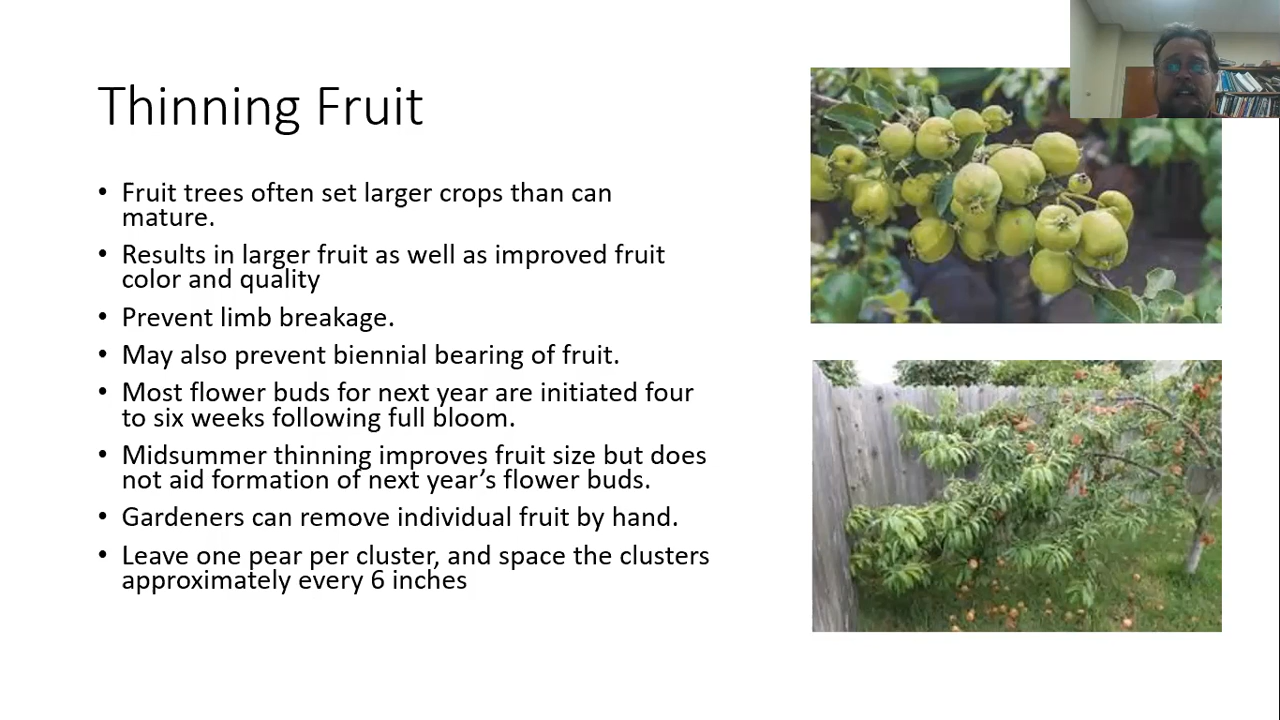 Thinning Fruit
• Fruit trees often set larger crops than can
mature.
• Results in larger fruit as well as improved fruit
color and quality
• Prevent limb breakage.
• May also prevent biennial bearing of fruit.
• Most flower buds for next year are initiated four
to six weeks following full bloom.
• Midsummer thinning improves fruit size but does
not aid formation of next year’s flower buds.
• Gardeners can remove individual fruit by hand.
• Leave one pear per cluster, and space the clusters
approximately every 6 inches